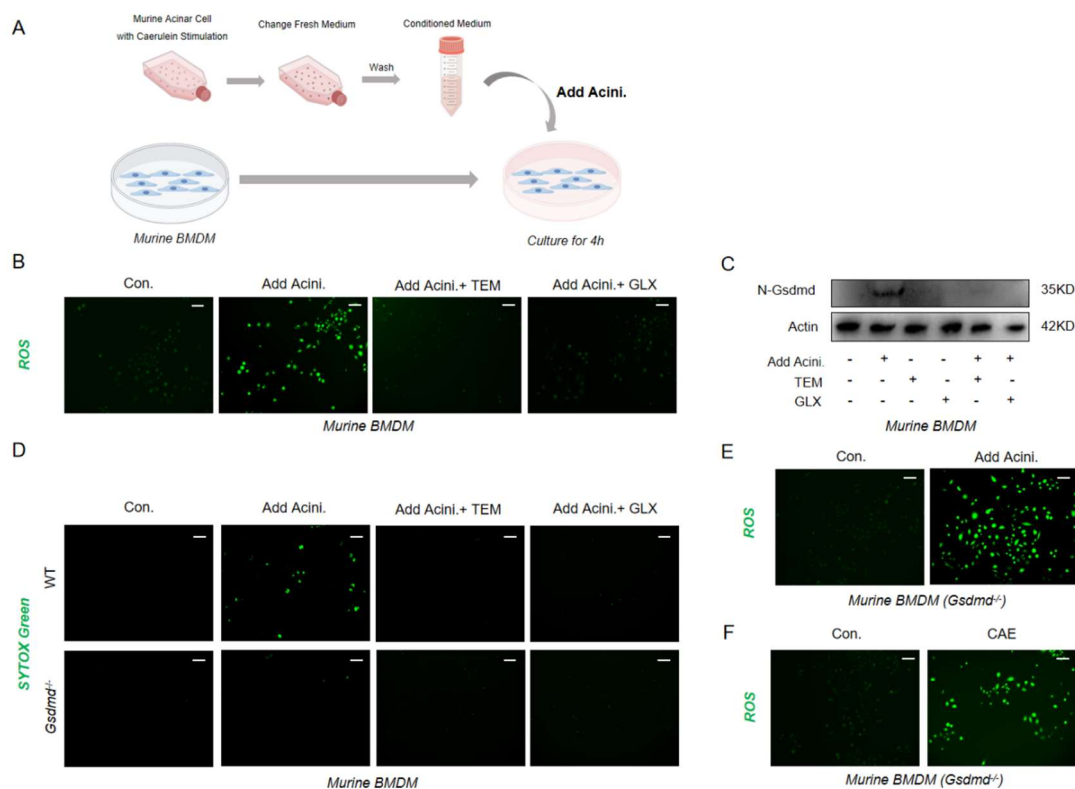 A
Murine Acinar Cell
with Caerulein Stimulation
Change Fresh Medium
Conditioned Medium
Wash
Add Acini.
Murine BMDM
Culture for 4h
B
Con.
Add Acini.
Add Acini.+ TEM
Add Acini.+ GLX
ROS
Murine BMDM
C
N-Gsdmd
35KD
Actin
42KD
Add Acini. - + - - + +
TEM - - + - + -
GLX - - - + - +
Murine BMDM
D
Con.
Add Acini.
Add Acini.+ TEM
Add Acini.+ GLX
SYTOX Green
WT
Gsdmd-/-
Murine BMDM
E
Con.
Add Acini.
ROS
Murine BMDM (Gsdmd-/-)
F
Con.
CAE
ROS
Murine BMDM (Gsdmd-/-)